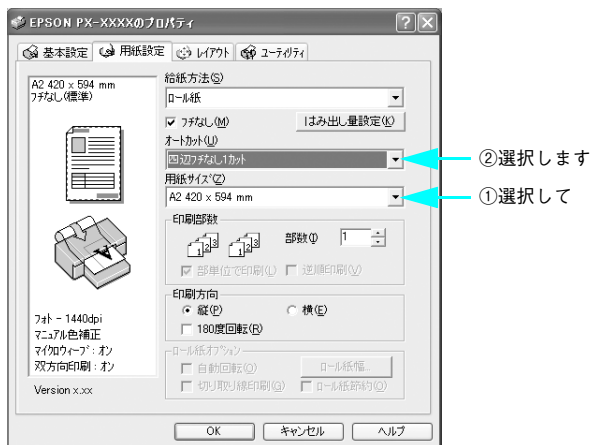 EPSON PX-XXXXのプロパティ
基本設定 用紙設定 レイアウト ユーティリティ
A2 420 x 594 mm
フチなし(標準)
給紙方法(S)
ロール紙
フチなし(M) はみ出し量設定(K)
オートカット(U)
四辺フチなし1カット
②選択します
用紙サイズ(Z)
A2 420 x 594 mm
①選択して
印刷部数
123 123
部数(I) 1
部単位で印刷(L) 逆順印刷(V)
印刷方向
縦(P) 横(E)
180度回転(R)
ロール紙オプション
自動回転(O) ロール紙幅...
切り取り線印刷(G) ロール紙節約(O)
フォト - 1440dpi
マニュアル色補正
マイクロウィーブ:オン
双方向印刷:オン
Version x.xx
OK キャンセル ヘルプ